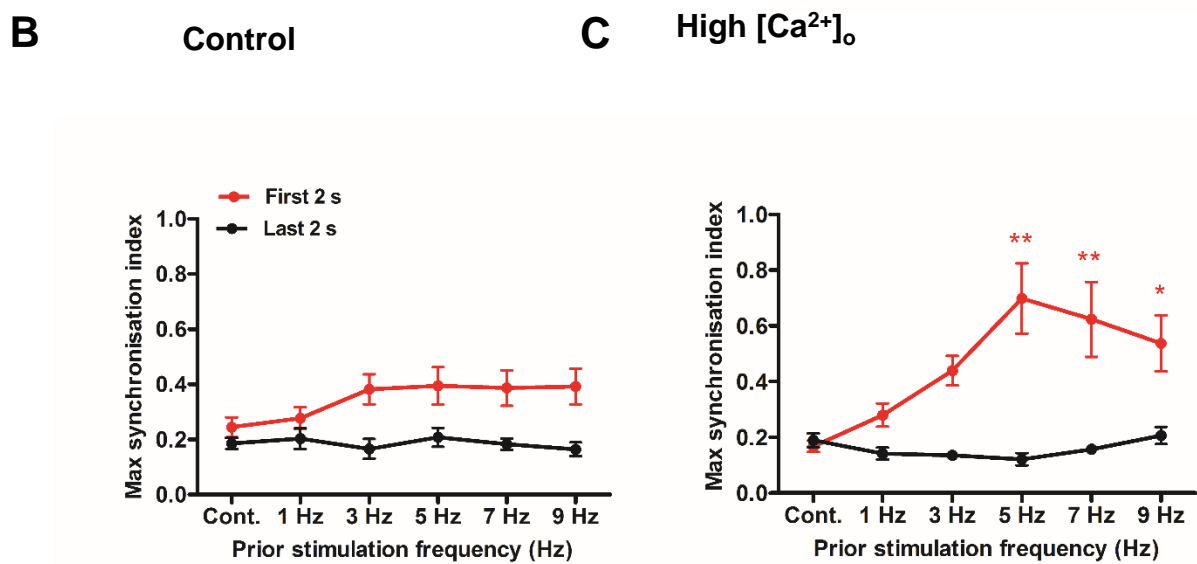 B
Control
First 2 s
Last 2 s
Max synchronisation index
1.0
0.8
0.6
0.4
0.2
0.0
Cont. 1 Hz 3 Hz 5 Hz 7 Hz 9 Hz
Prior stimulation frequency (Hz)
C
High [Ca²⁺]ₒ
Max synchronisation index
1.0
0.8
0.6
0.4
0.2
0.0
** ** *
Cont. 1 Hz 3 Hz 5 Hz 7 Hz 9 Hz
Prior stimulation frequency (Hz)